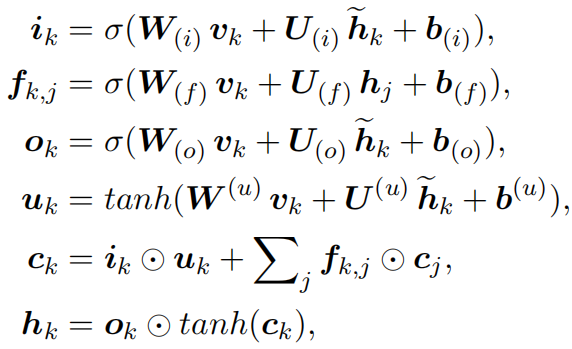 i_k = σ(W_(i) v_k + U_(i) h̃_k + b_(i)),
f_{k,j} = σ(W_(f) v_k + U_(f) h_j + b_(f)),
o_k = σ(W_(o) v_k + U_(o) h̃_k + b_(o)),
u_k = tanh(W^(u) v_k + U^(u) h̃_k + b^(u)),
c_k = i_k ⊙ u_k + ∑_j f_{k,j} ⊙ c_j,
h_k = o_k ⊙ tanh(c_k),